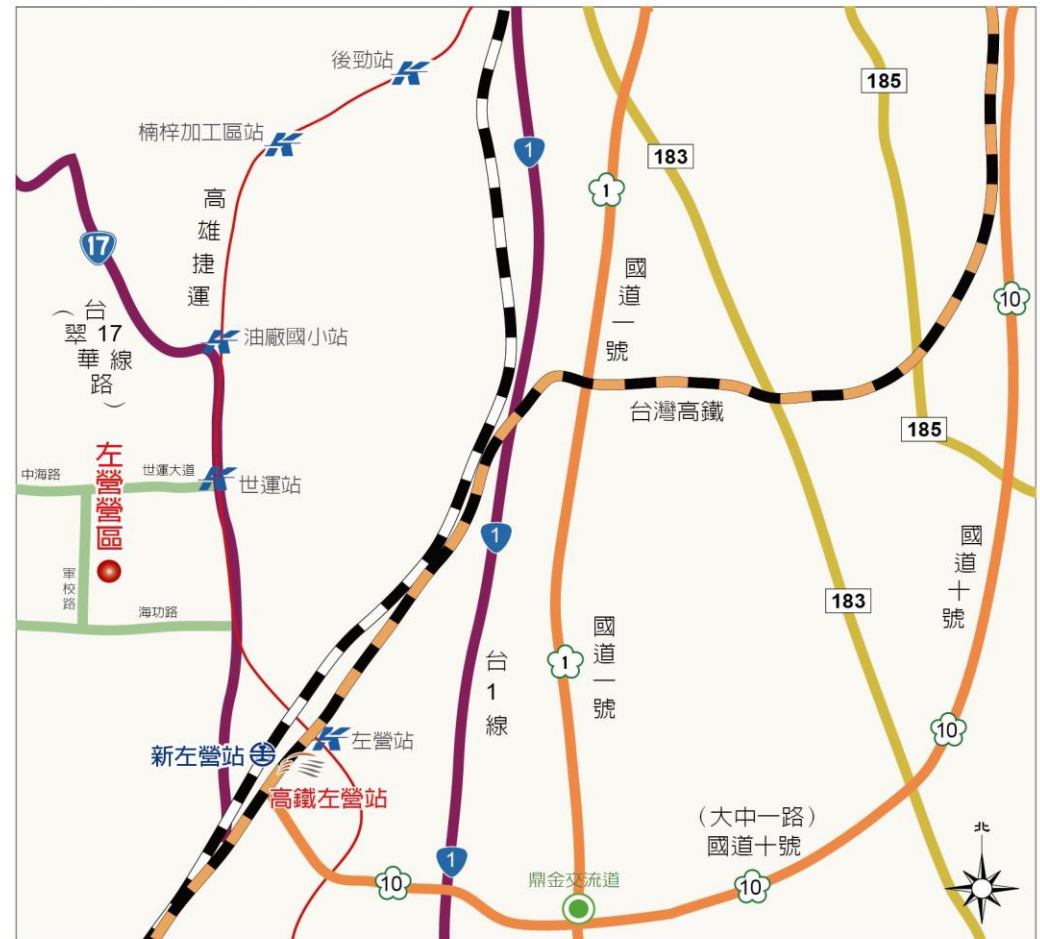 後勁站
185
楠梓加工區站
1
183
高雄捷運
1
17
國道一號
10
台17線
（翠華路）
油廠國小站
台灣高鐵
185
左營營區
中海路
世運大道
世運站
1
國道十號
軍校路
183
海功路
國道一號
台1線
1
左營站
10
新左營站
高鐵左營站
（大中一路）
國道十號
北
1
鼎金交流道
10
10